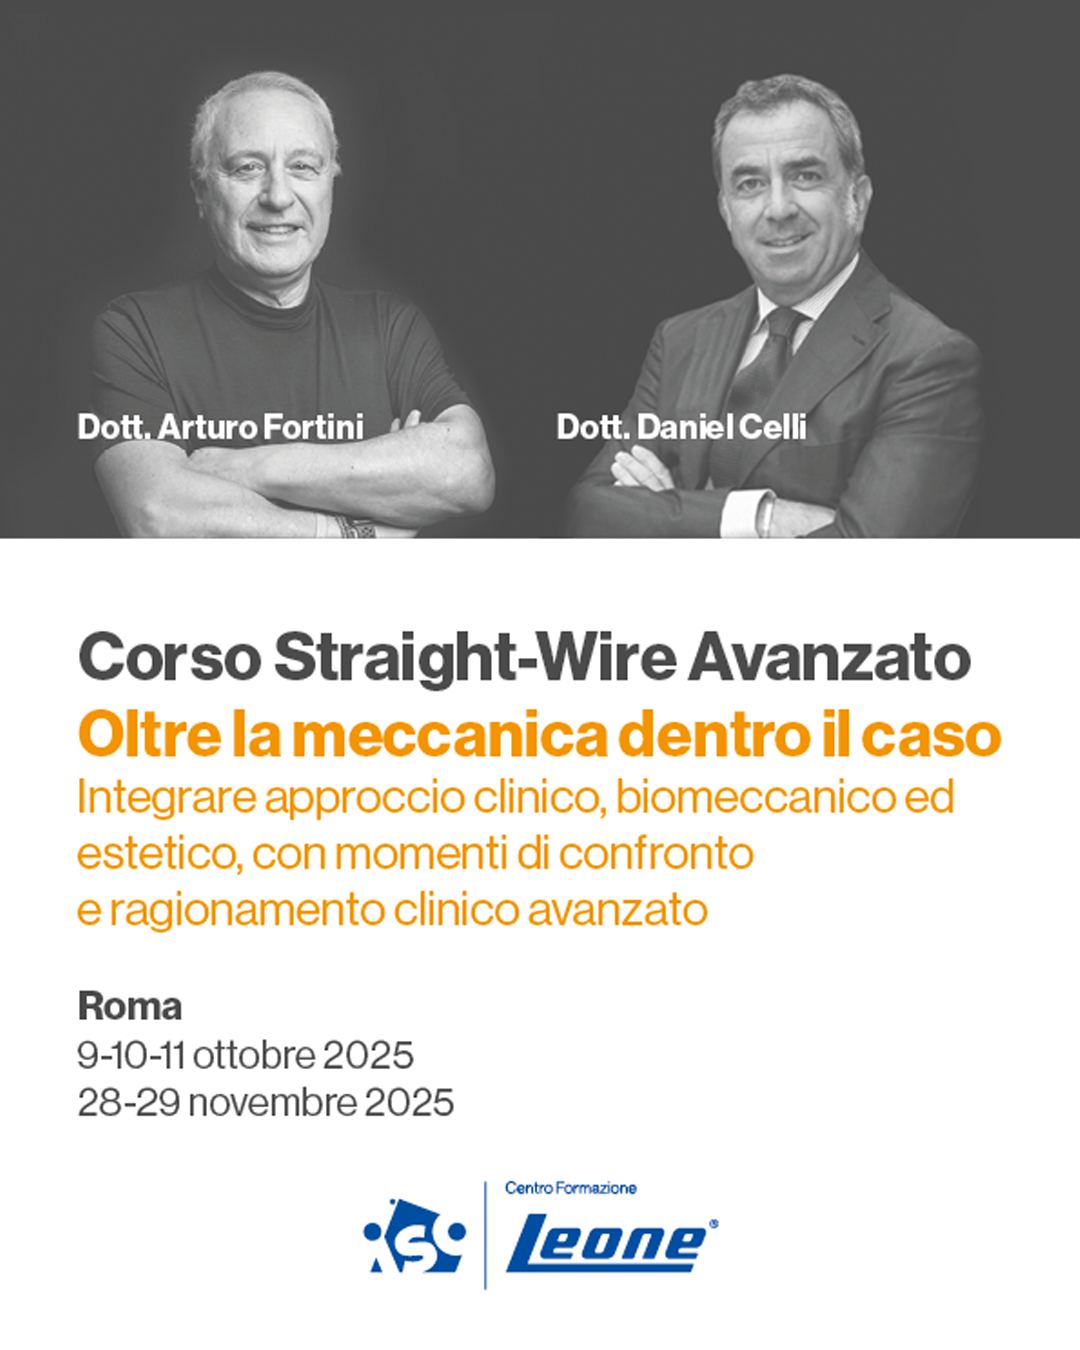 Dott. Arturo Fortini
Dott. Daniel Celli
Corso Straight-Wire Avanzato
Oltre la meccanica dentro il caso
Integrare approccio clinico, biomeccanico ed
estetico, con momenti di confronto
e ragionamento clinico avanzato
Roma
9-10-11 ottobre 2025
28-29 novembre 2025
Centro Formazione
ISO
Leone®